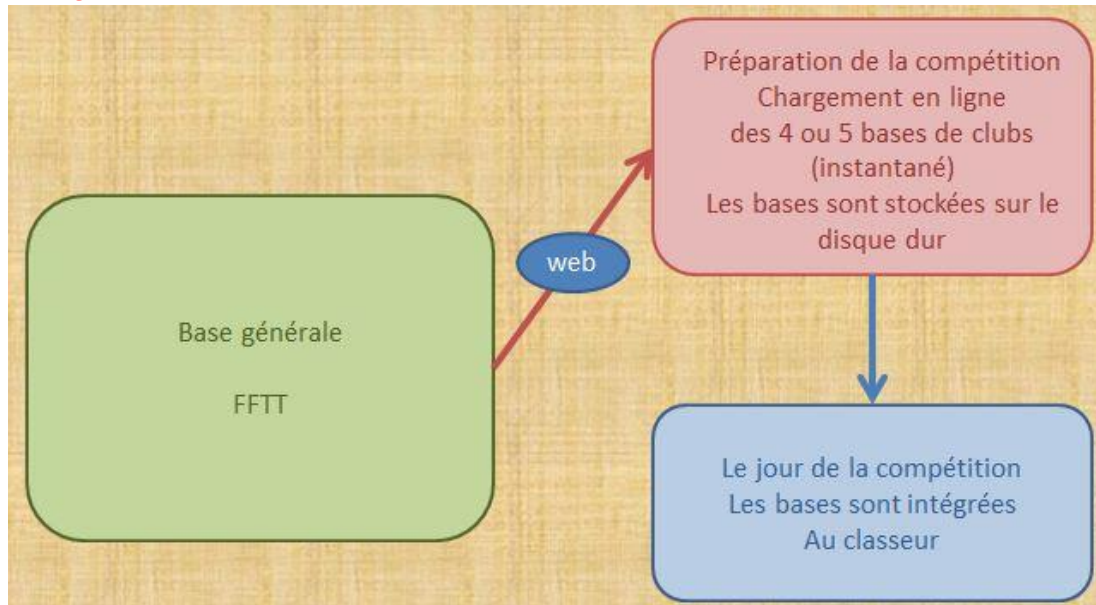 Préparation de la compétition
Chargement en ligne
des 4 ou 5 bases de clubs
(instantané)
Les bases sont stockées sur le
disque dur
web
Base générale
FFTT
Le jour de la compétition
Les bases sont intégrées
Au classeur